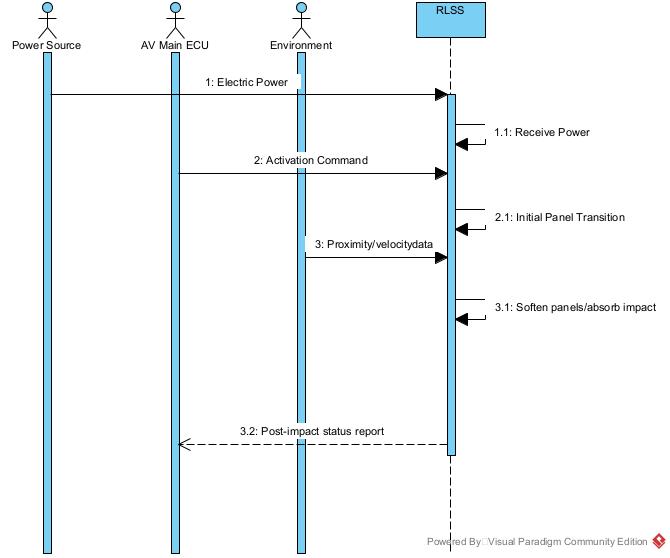 RLSS
Power Source
AV Main ECU
Environment
1: Electric Power
1.1: Receive Power
2: Activation Command
2.1: Initial Panel Transition
3: Proximity/velocitydata
3.1: Soften panels/absorb impact
3.2: Post-impact status report
Powered By Visual Paradigm Community Edition